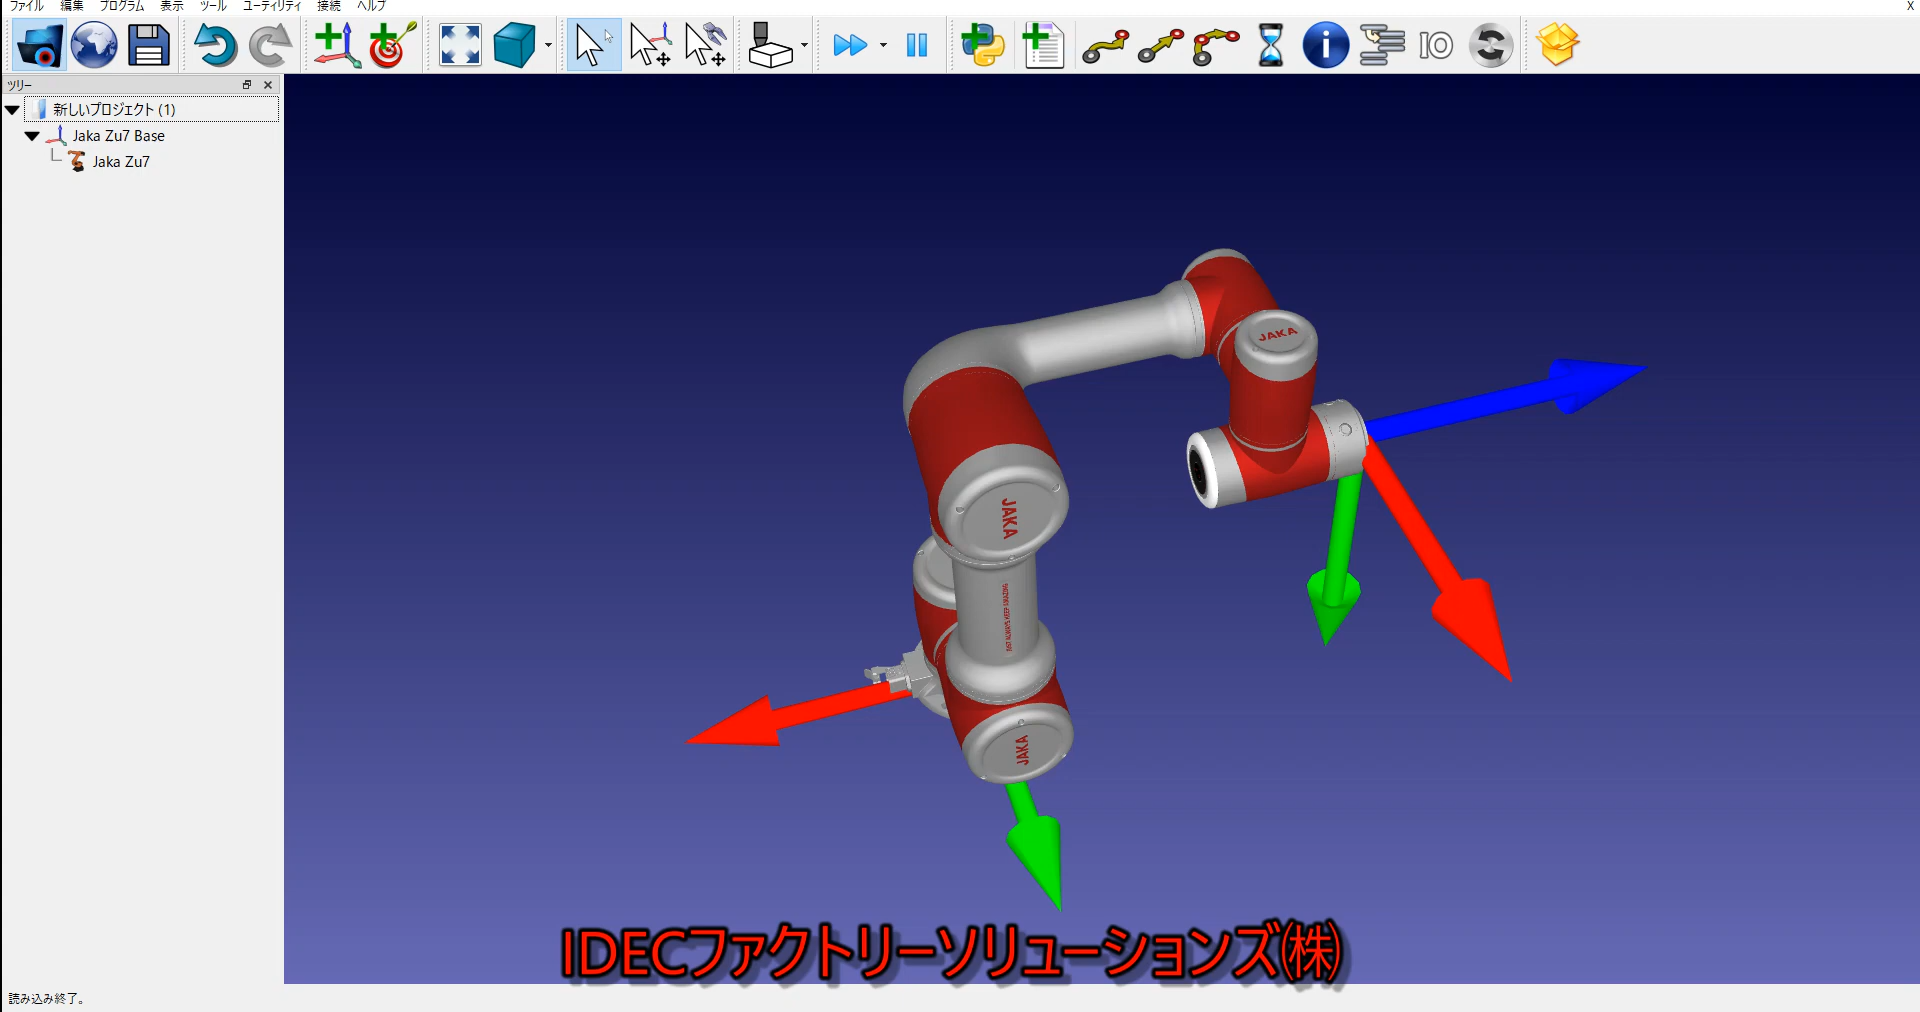 ファイル 編集 プログラム 表示 ツール ユーティリティ 接続 ヘルプ X
IO
ツリー
新しいプロジェクト (1)
Jaka Zu7 Base
Jaka Zu7
JAKA
JAKA
JAKA
IDECファクトリーソリューションズ㈱
読み込み終了。